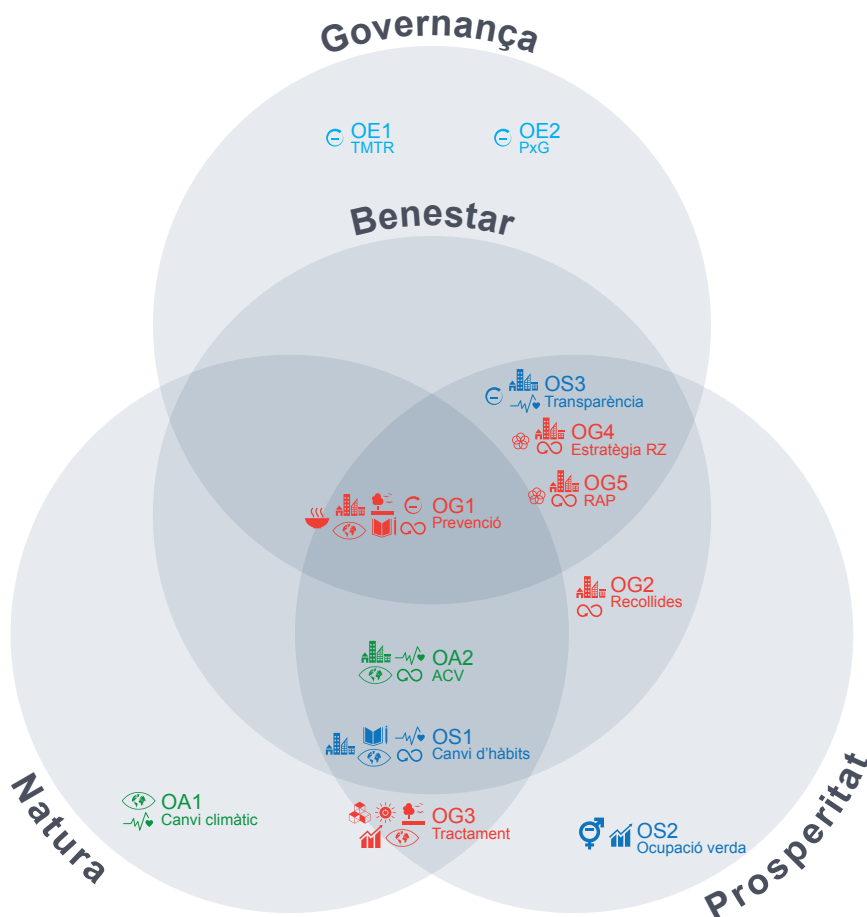 Governança
OE1
TMTR
OE2
PxG
Benestar
OS3
Transparència
OG4
Estratègia RZ
OG5
RAP
OG1
Prevenció
OG2
Recollides
OA2
ACV
OS1
Canvi d'hàbits
OA1
Canvi climàtic
OG3
Tractament
OS2
Ocupació verda
Natura
Prosperitat